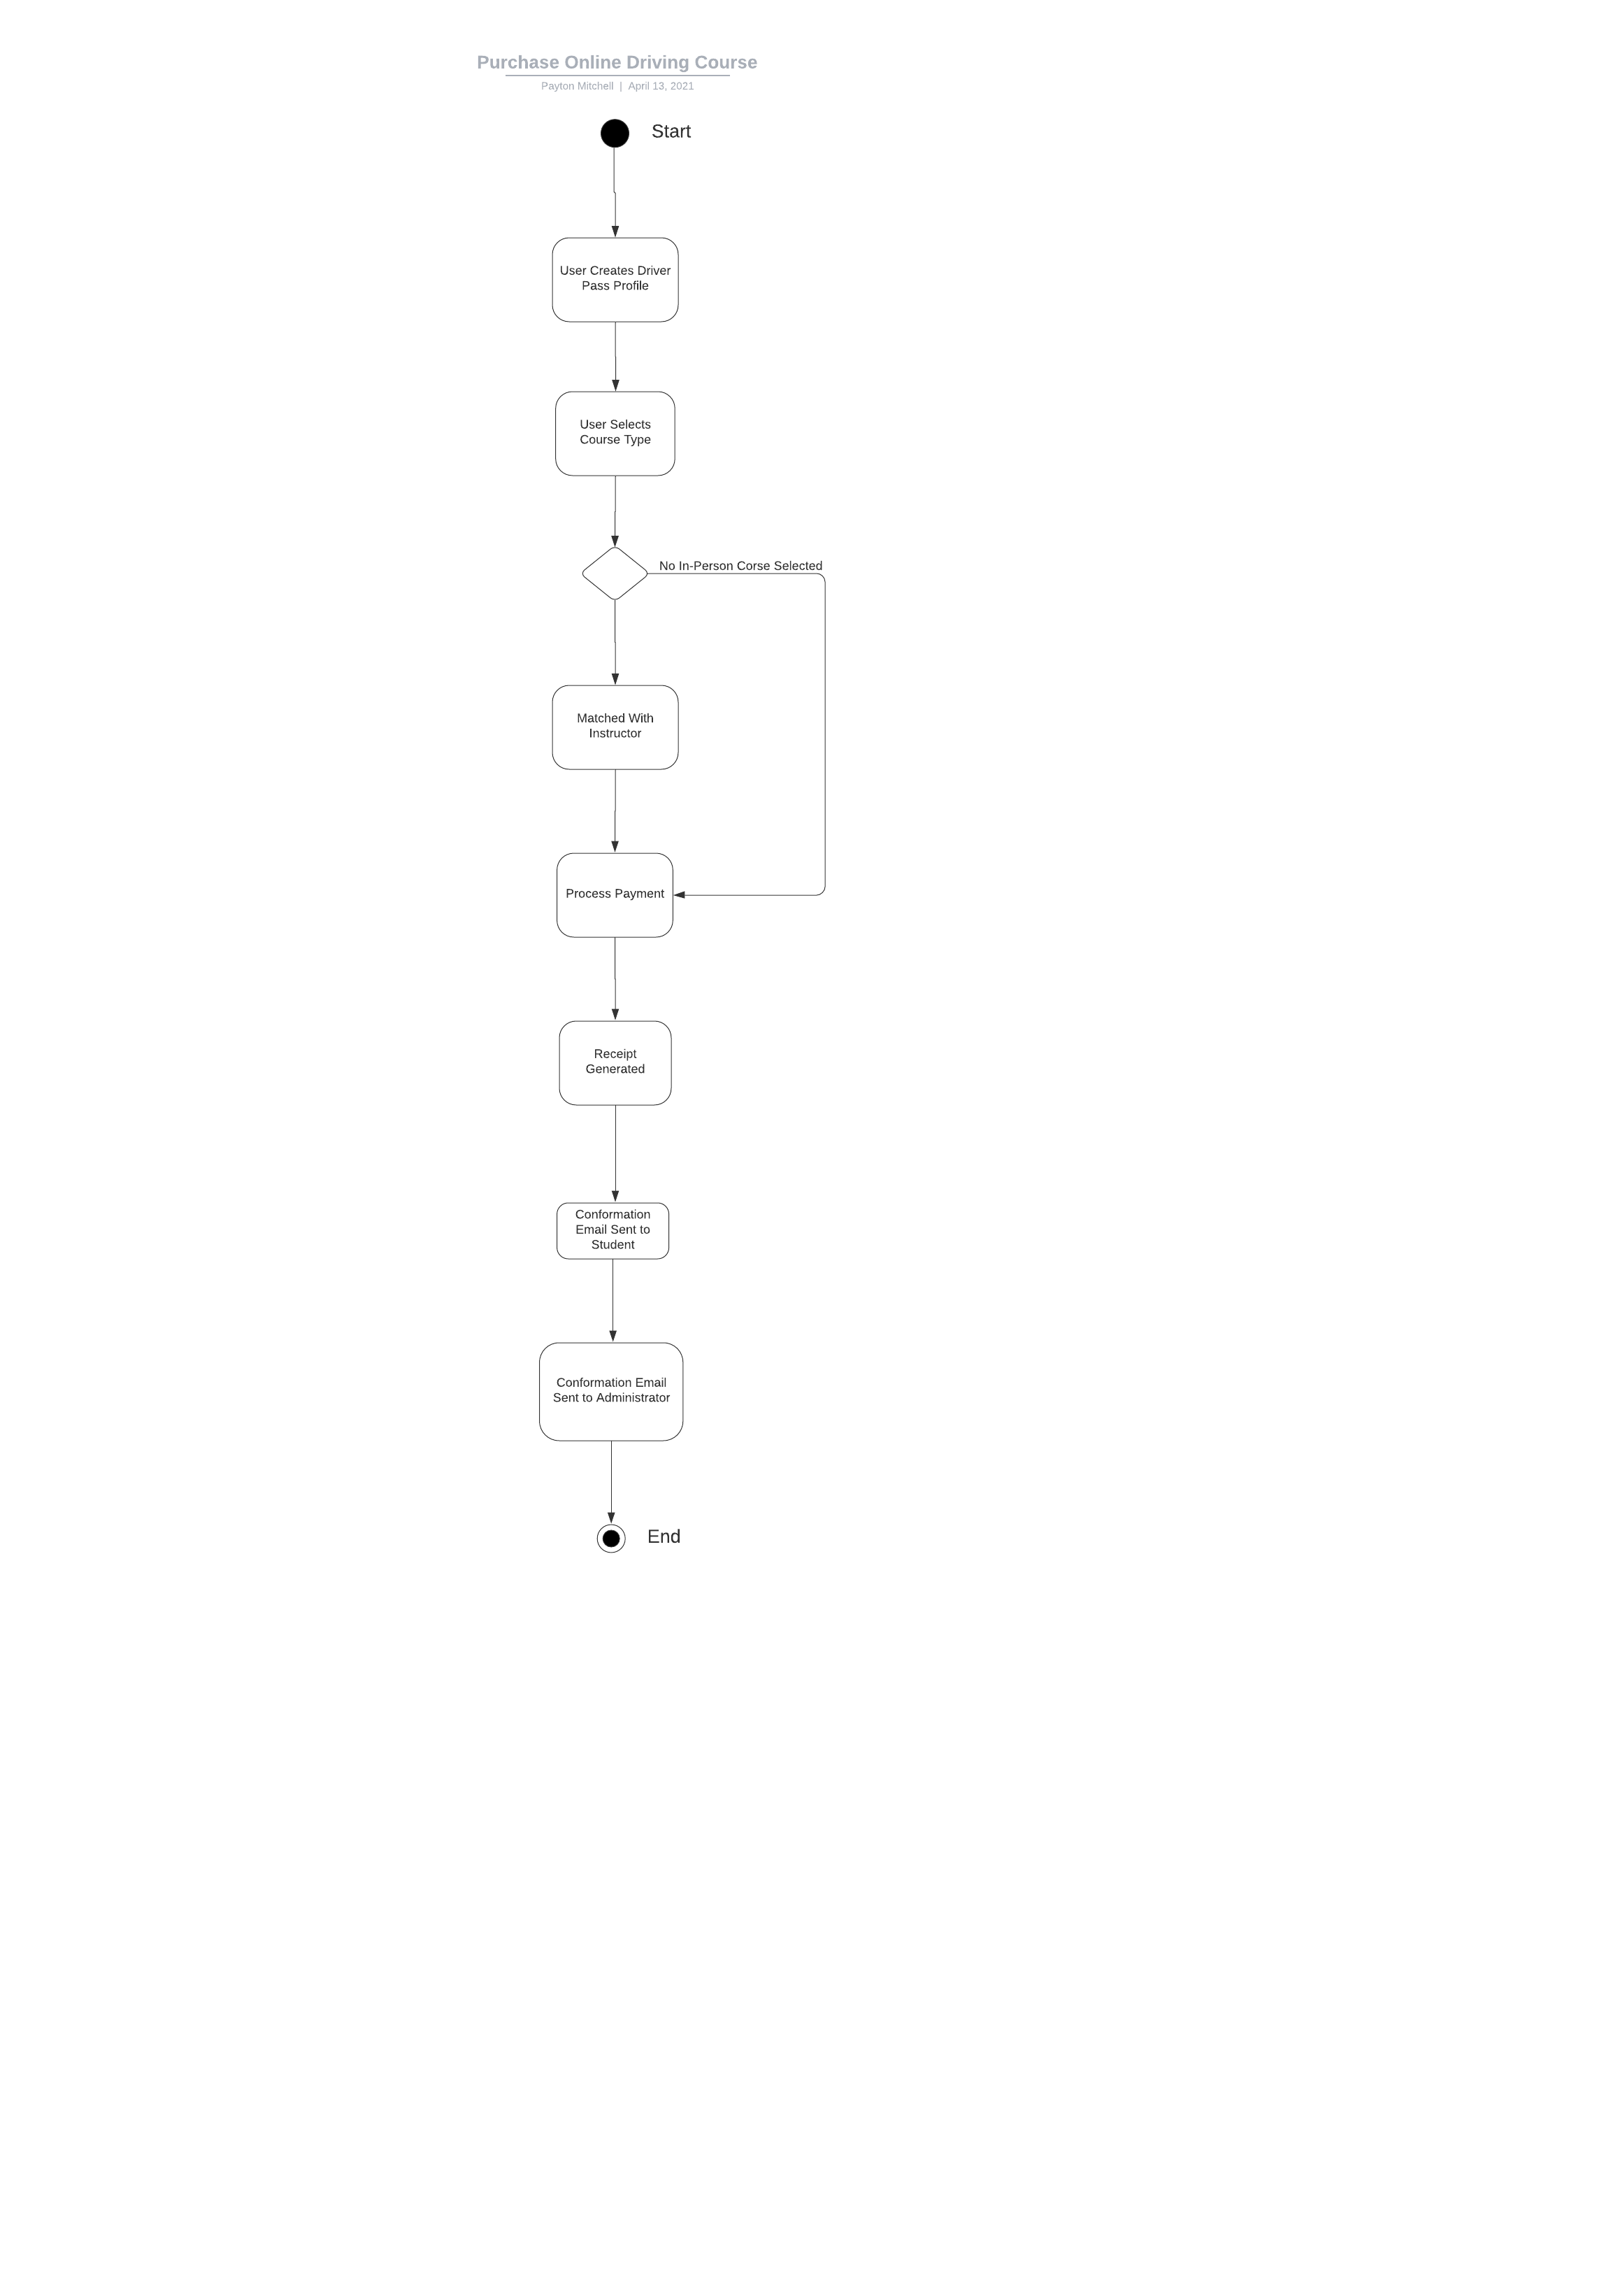 Purchase Online Driving Course
Payton Mitchell | April 13, 2021
Start
User Creates Driver
Pass Profile
User Selects
Course Type
No In-Person Corse Selected
Matched With
Instructor
Process Payment
Receipt
Generated
Conformation
Email Sent to
Student
Conformation Email
Sent to Administrator
End